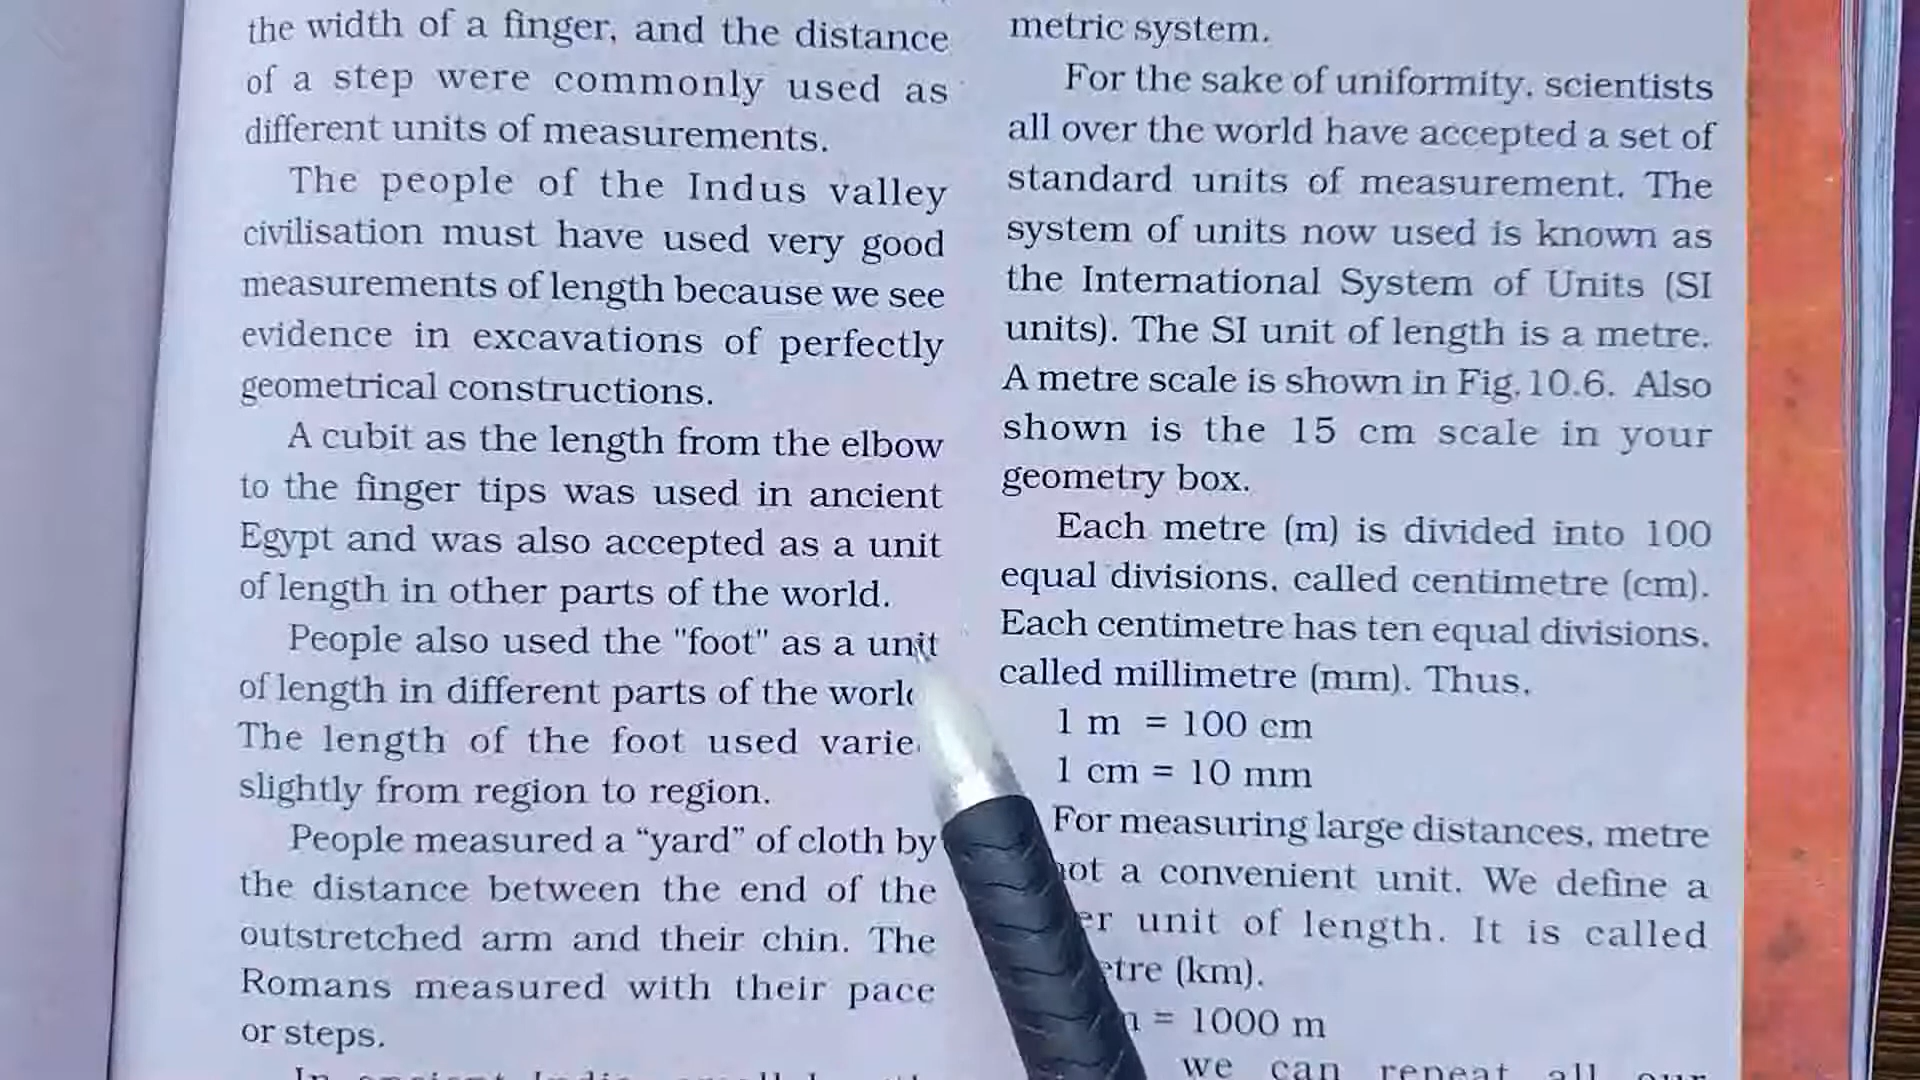 the width of a finger, and the distance
of a step were commonly used as
different units of measurements.
The people of the Indus valley
civilisation must have used very good
measurements of length because we see
evidence in excavations of perfectly
geometrical constructions.
A cubit as the length from the elbow
to the finger tips was used in ancient
Egypt and was also accepted as a unit
of length in other parts of the world.
People also used the "foot" as a unit
of length in different parts of the
The length of the foot used
slightly from region to region.
People measured a “yard” of cloth by
the distance between the end of the
outstretched arm and their chin. The
Romans measured with their pace
or steps.
metric system.
For the sake of uniformity, scientists
all over the world have accepted a set of
standard units of measurement. The
system of units now used is known as
the International System of Units (SI
units). The SI unit of length is a metre.
A metre scale is shown in Fig. 10.6. Also
shown is the 15 cm scale in your
geometry box.
Each metre (m) is divided into 100
equal divisions, called centimetre (cm).
Each centimetre has ten equal divisions,
called millimetre (mm). Thus,
1 m = 100 cm
1 cm = 10 mm
For measuring large distances, metre
a convenient unit. We define a
unit of length. It is called
(km).
= 1000 m
we can repeat all our